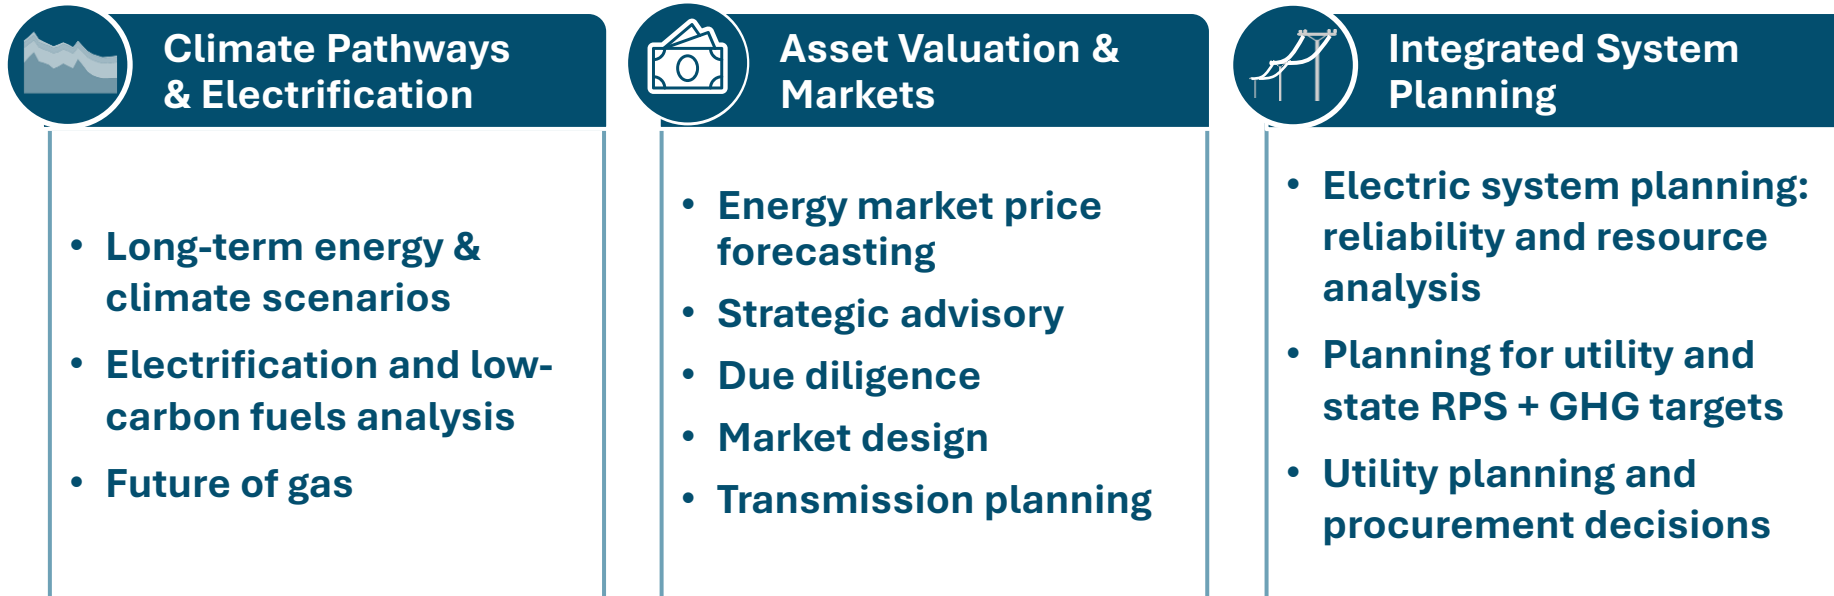 Climate Pathways
& Electrification
• Long-term energy &
climate scenarios
• Electrification and low-
carbon fuels analysis
• Future of gas
Asset Valuation &
Markets
• Energy market price
forecasting
• Strategic advisory
• Due diligence
• Market design
• Transmission planning
Integrated System
Planning
• Electric system planning:
reliability and resource
analysis
• Planning for utility and
state RPS + GHG targets
• Utility planning and
procurement decisions